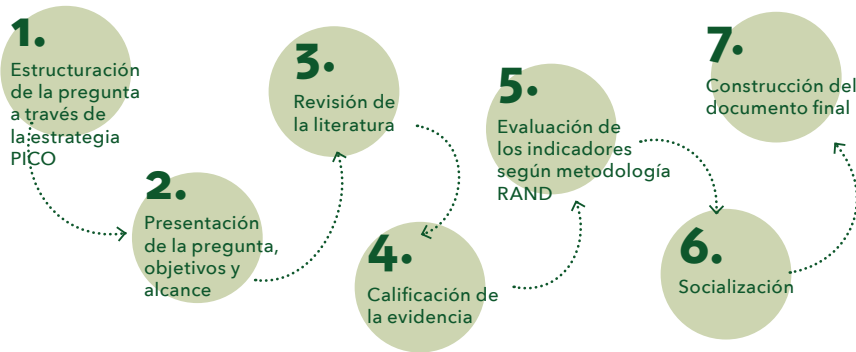 1.
Estructuración
de la pregunta
a través de
la estrategia
PICO
2.
Presentación
de la pregunta,
objetivos y
alcance
3.
Revisión de
la literatura
4.
Calificación de
la evidencia
5.
Evaluación de
los indicadores
según metodología
RAND
6.
Socialización
7.
Construcción del
documento final